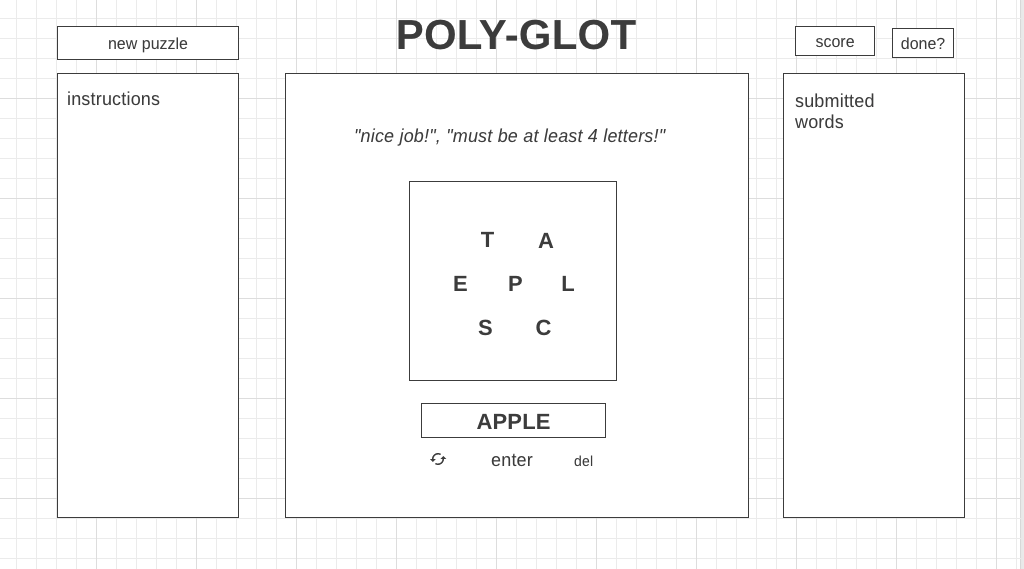 new puzzle
POLY-GLOT
score
done?
instructions
"nice job!", "must be at least 4 letters!"
T A
E P L
S C
APPLE
enter del
submitted
words